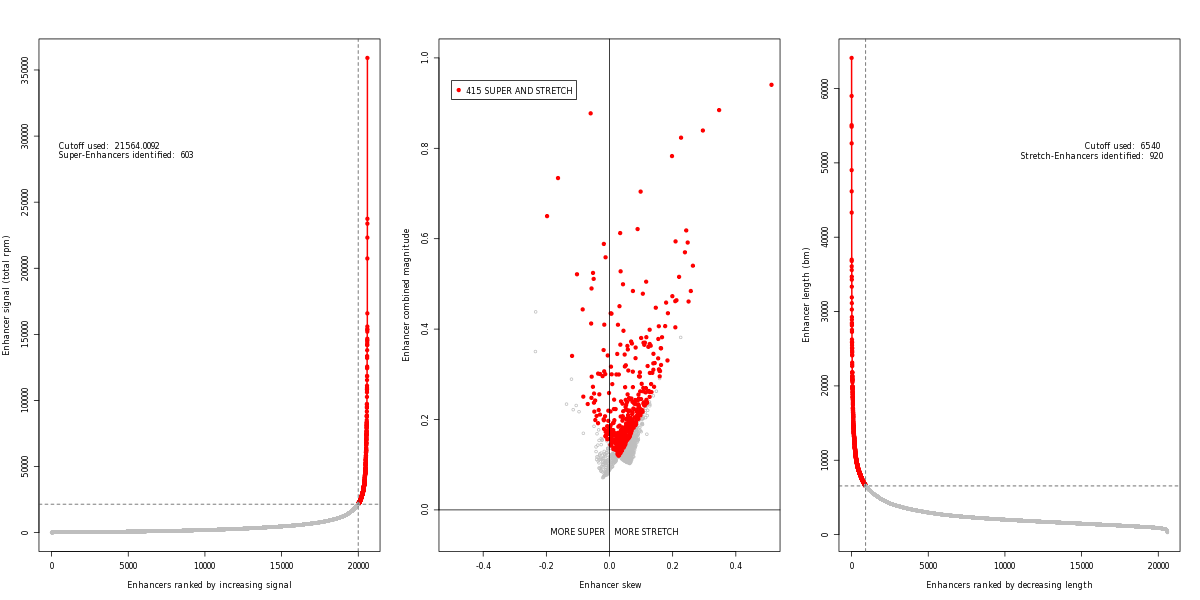 Enhancer signal (total rpm)
350000
300000
250000
200000
150000
100000
50000
0
Cutoff used: 21564.0092
Super-Enhancers identified: 603
0
5000
10000
15000
20000
Enhancers ranked by increasing signal
Enhancer combined magnitude
1.0
0.8
0.6
0.4
0.2
0.0
415 SUPER AND STRETCH
MORE SUPER
MORE STRETCH
-0.4
-0.2
0.0
0.2
0.4
Enhancer skew
Enhancer length (bm)
60000
50000
40000
30000
20000
10000
0
Cutoff used: 6540
Stretch-Enhancers identified: 920
0
5000
10000
15000
20000
Enhancers ranked by decreasing length